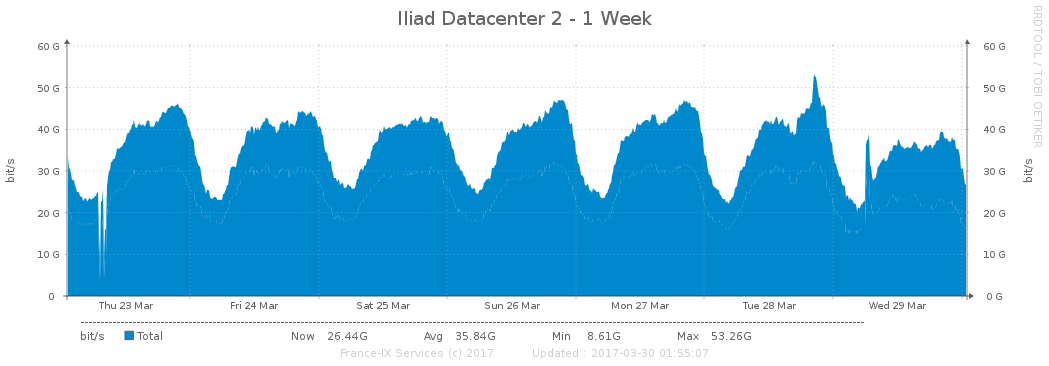 Iliad Datacenter 2 - 1 Week
RRDTOOL / TOBI OETIKER
bit/s
60 G
50 G
40 G
30 G
20 G
10 G
0
60 G
50 G
40 G
30 G
20 G
10 G
0 G
bit/s
Thu 23 Mar Fri 24 Mar Sat 25 Mar Sun 26 Mar Mon 27 Mar Tue 28 Mar Wed 29 Mar
bit/s Total Now 26.44G Avg 35.84G Min 8.61G Max 53.26G
France-IX Services (c) 2017 Updated : 2017-03-30 01:55:07